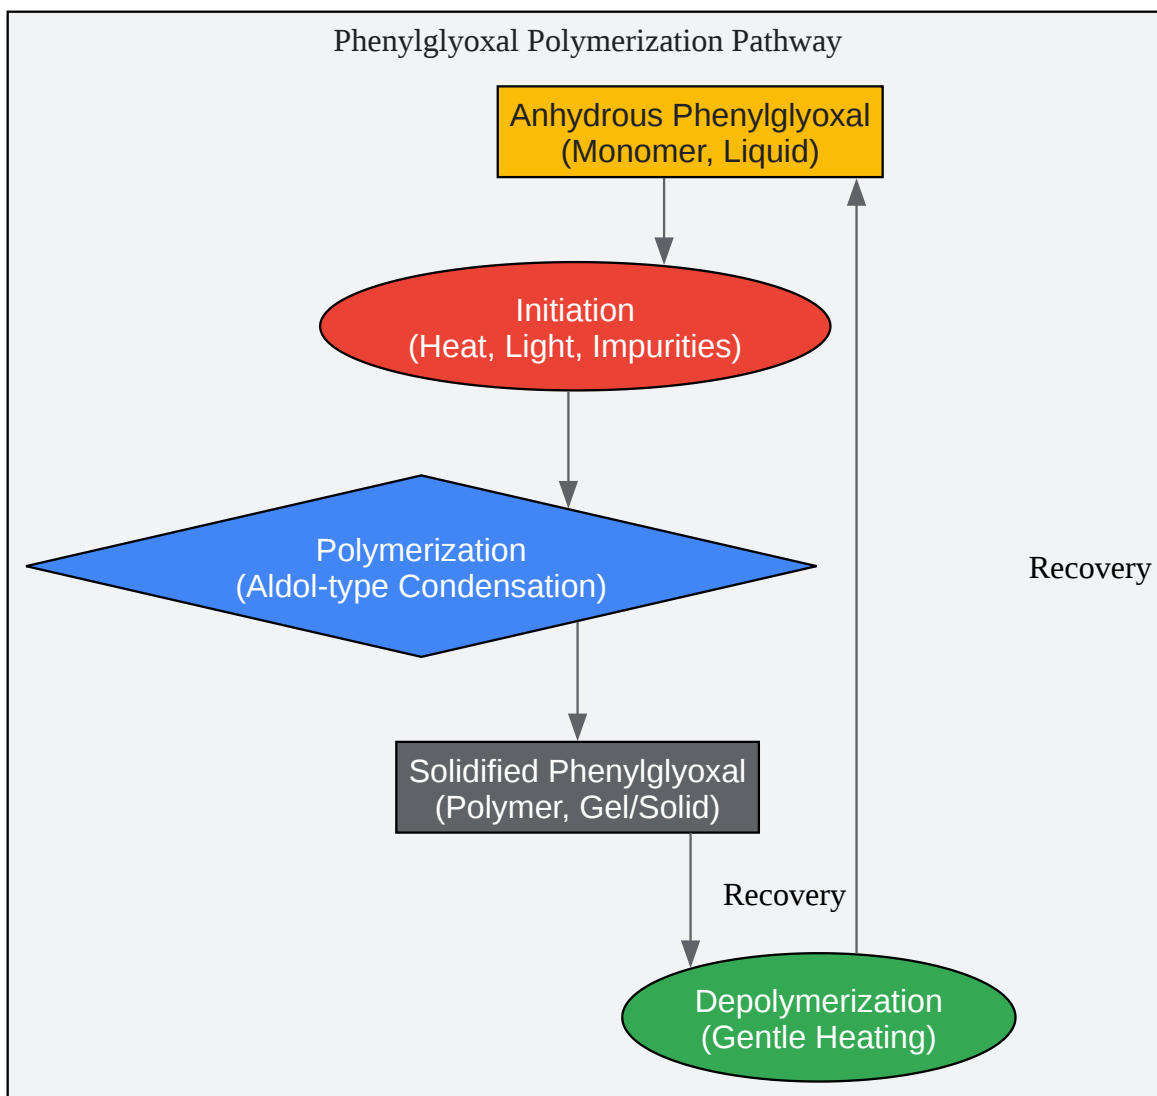 Phenylglyoxal Polymerization Pathway
Anhydrous Phenylglyoxal
(Monomer, Liquid)
Initiation
(Heat, Light, Impurities)
Polymerization
(Aldol-type Condensation)
Recovery
Solidified Phenylglyoxal
(Polymer, Gel/Solid)
Recovery
Depolymerization
(Gentle Heating)